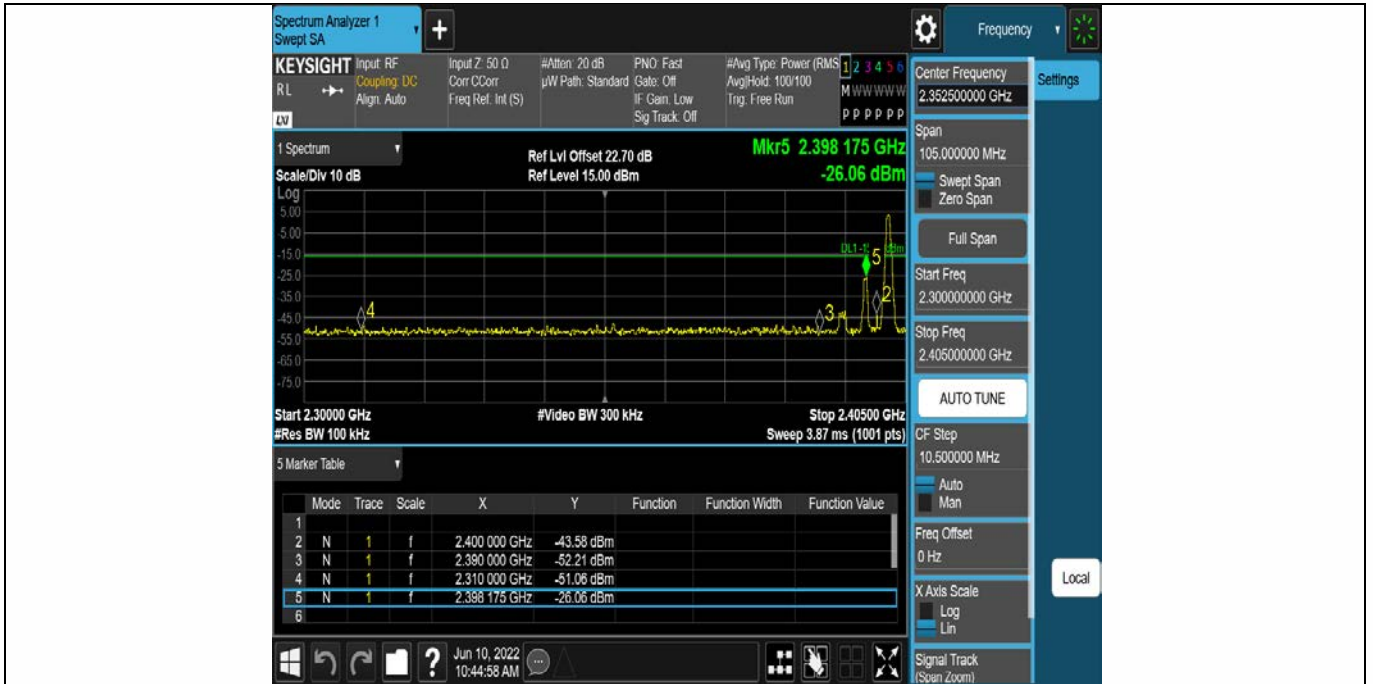 Spectrum Analyzer 1
Swept SA
+
Frequency
KEYSIGHT Input: RF Input Z: 50 Ω #Atten: 20 dB PNO: Fast #Avg Type: Power (RMS 1 2 3 4 5 6
RL Coupling: DC Corr CCorr µW Path: Standard Gate: Off Avg|Hold: 100/100 M W W W W W
Align: Auto Freq Ref: Int (S) IF Gain: Low Trig: Free Run
Sig Track: Off P P P P P P
LXI
1 Spectrum
Ref Lvl Offset 22.70 dB
Mkr5 2.398 175 GHz
Scale/Div 10 dB
Ref Level 15.00 dBm
-26.06 dBm
Log
5.00
-5.00
-15.0
-25.0
-35.0
-45.0
-55.0
-65.0
-75.0
5
2
3
4
Start 2.30000 GHz #Video BW 300 kHz Stop 2.40500 GHz
#Res BW 100 kHz Sweep 3.87 ms (1001 pts)
5 Marker Table
Mode Trace Scale X Y Function Function Width Function Value
1
2 N 1 f 2.400 000 GHz -43.58 dBm
3 N 1 f 2.390 000 GHz -52.21 dBm
4 N 1 f 2.310 000 GHz -51.06 dBm
5 N 1 f 2.398 175 GHz -26.06 dBm
6
?
Jun 10, 2022
10:44:58 AM
Center Frequency
2.352500000 GHz
Settings
Span
105.000000 MHz
Swept Span
Zero Span
Full Span
Start Freq
2.300000000 GHz
Stop Freq
2.405000000 GHz
AUTO TUNE
CF Step
10.500000 MHz
Auto
Man
Freq Offset
0 Hz
X Axis Scale
Log
Lin
Signal Track
(Span Zoom)
Local